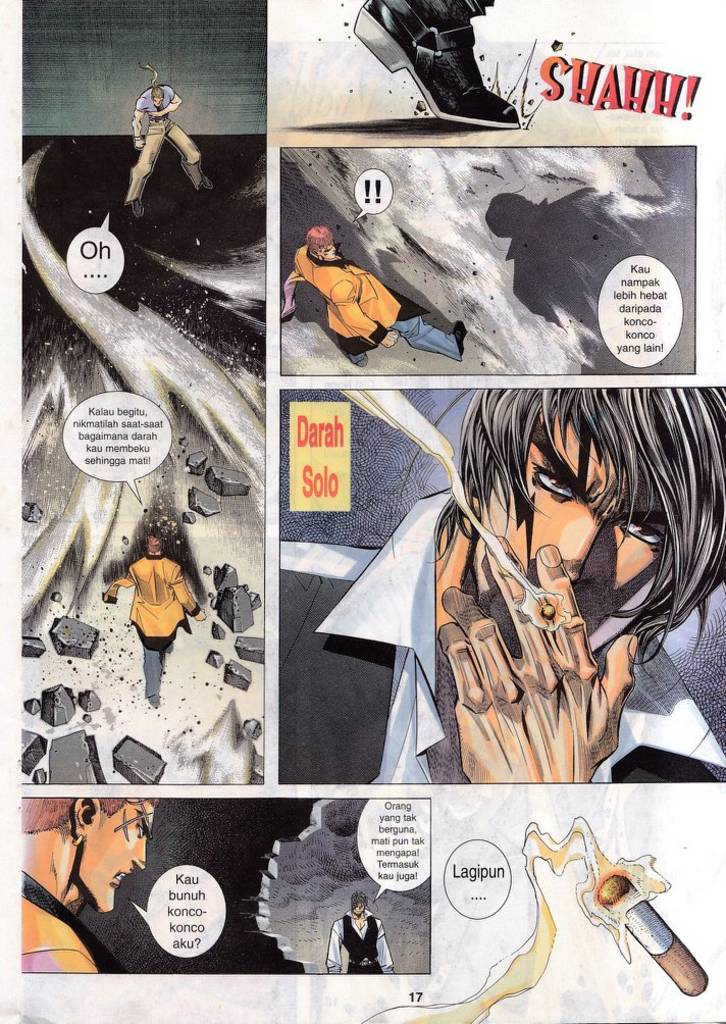 Oh
....
Kalau begitu,
nikmatilah saat-saat
bagaimana darah
kau membeku
sehingga mati!
SHAHH!
!!
Kau
nampak
lebih hebat
daripada
konco-
konco
yang lain!
Darah
Solo
Kau
bunuh
konco-
konco
aku?
Orang
yang tak
berguna,
mati pun tak
mengapa!
Termasuk
kau juga!
Lagipun
....
17